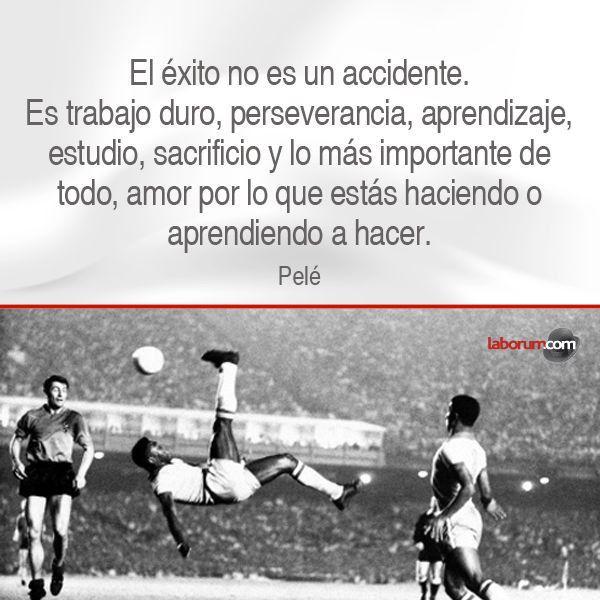 El éxito no es un accidente.
Es trabajo duro, perseverancia, aprendizaje,
estudio, sacrificio y lo más importante de
todo, amor por lo que estás haciendo o
aprendiendo a hacer.
Pelé
laborum.com